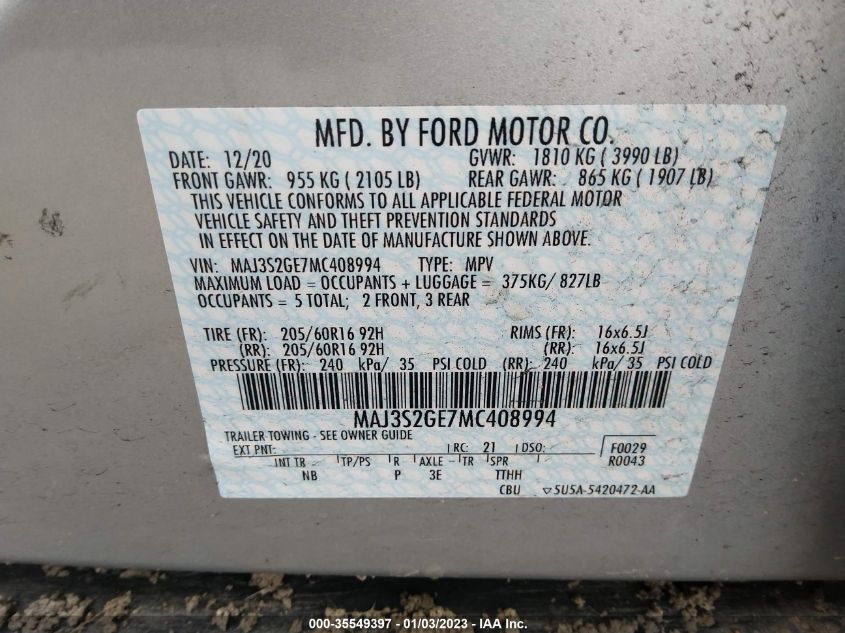 MFD. BY FORD MOTOR CO.
DATE: 12/20 GVWR: 1810 KG ( 3990 LB)
FRONT GAWR: 955 KG ( 2105 LB) REAR GAWR: 865 KG ( 1907 LB)
THIS VEHICLE CONFORMS TO ALL APPLICABLE FEDERAL MOTOR
VEHICLE SAFETY AND THEFT PREVENTION STANDARDS
IN EFFECT ON THE DATE OF MANUFACTURE SHOWN ABOVE.
VIN: MAJ3S2GE7MC408994 TYPE: MPV
MAXIMUM LOAD = OCCUPANTS + LUGGAGE = 375KG/ 827LB
OCCUPANTS = 5 TOTAL; 2 FRONT, 3 REAR
TIRE (FR): 205/60R16 92H RIMS (FR): 16x6.5J
(RR): 205/60R16 92H (RR): 16x6.5J
PRESSURE (FR): 240 kPa/ 35 PSI COLD (RR): 240 kPa/ 35 PSI COLD
MAJ3S2GE7MC408994
TRAILER TOWING - SEE OWNER GUIDE
EXT PNT: RC: 21 DSO: F0029
R0043
INT TR TP/PS R AXLE TR SPR
NB P 3E TTHH
CBU ▽5U5A-5420472-AA
000-35549397 - 01/03/2023 - IAA Inc.